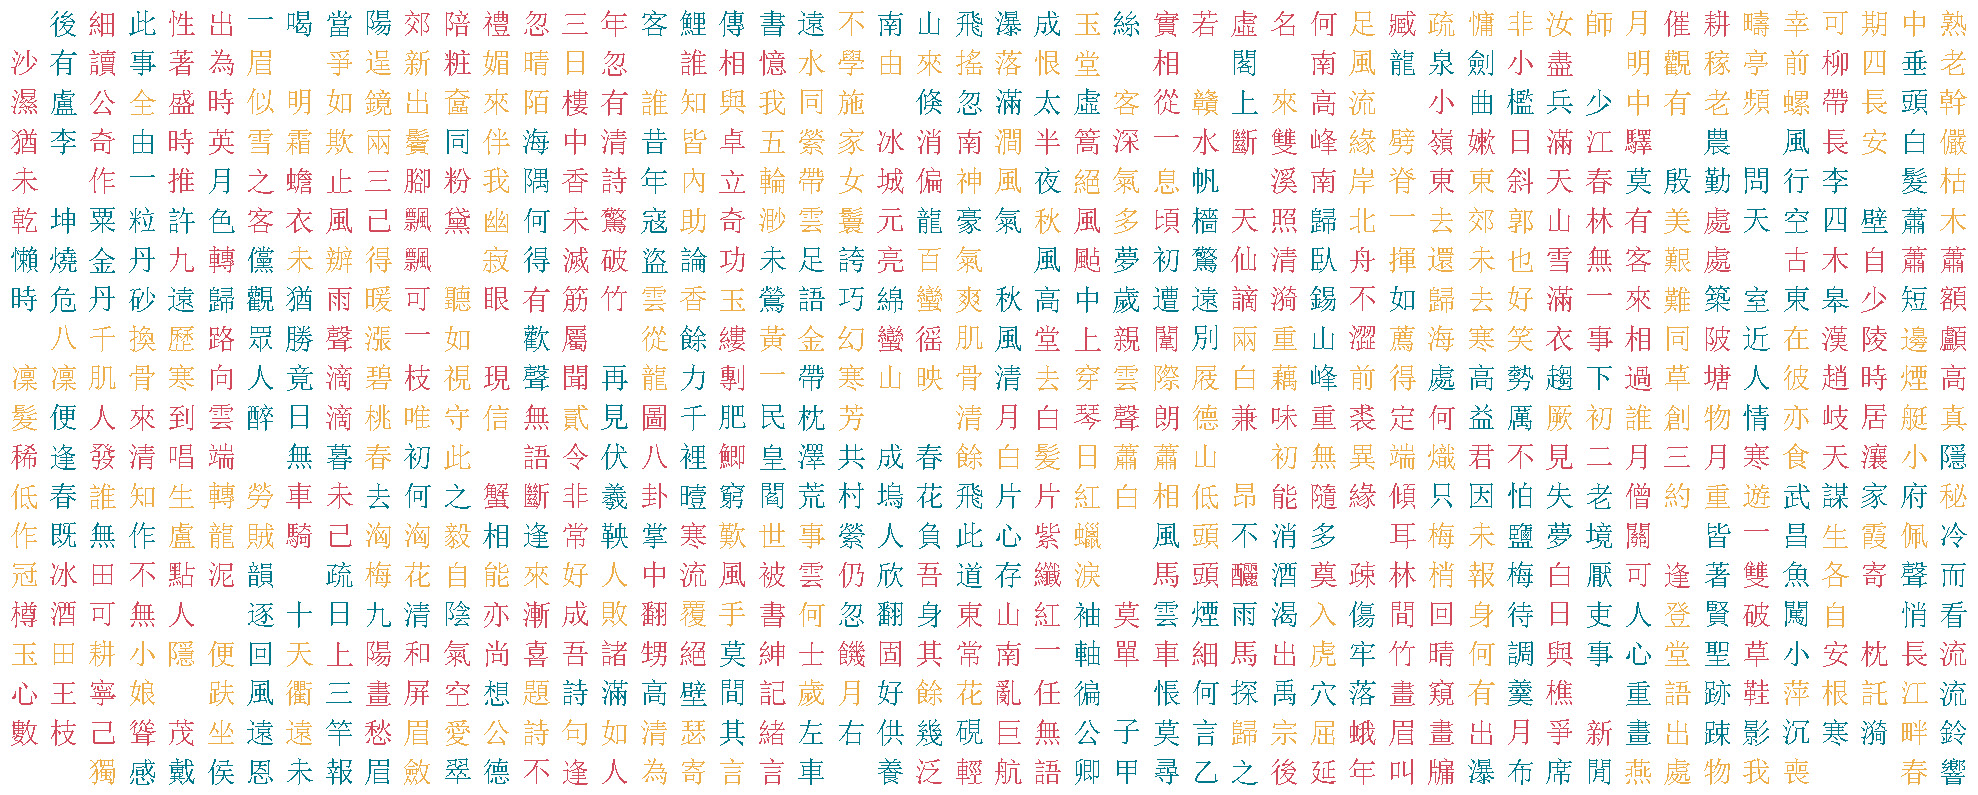 後細此性出一喝當陽郊陪禮忽三年客鯉傳書遠不南山飛瀑成玉絲實若虛名何足臧疏慵非汝師月催耕疇幸可期中熟
沙有讀事著為眉 爭逞新粧媚晴日忽 誰相憶水學由來搖落恨堂 相 閣 南風龍泉劍小盡 明觀稼亭前柳四垂老
濕盧公全盛時似明如鏡出奩來陌樓有誰知與我同施 倏忽滿太虛客從贛上來高流 小曲檻兵少中有老頻螺帶長頭幹
猶李奇由時英雪霜欺兩鬢同伴海中清昔皆卓五縈家冰消南澗半篙深一水斷雙峰緣劈嶺嫩日滿江驛 農 風長安白儼
未 作一推月之蟾止三腳粉我隅香詩年內立輪帶女城偏神風夜絕氣息帆 溪南岸脊東東斜天春莫殷勤問行李 髮枯
乾坤粟粒許色客衣風己飄黛幽何未驚寇助奇渺雲鬟元龍豪氣秋風多頃檣天照歸北一去郊郭山林有美處天空四壁蕭木
懶燒金丹九轉儻未辦得飄 寂得滅破盜論功未足誇亮百氣 風颭夢初驚仙清臥舟揮還未也雪無客艱處 古木自蕭蕭
時危丹砂遠歸觀猶雨暖可聽眼有筋竹雲香玉鶯語巧綿蠻爽秋高中歲遭遠謫漪錫不如歸去好滿一來難築室東皋少短額
八千換歷路眾勝聲漲一如 歡屬 從餘縷黃金幻蠻徭肌風堂上親闈別兩重山澀薦海寒笑衣事相同陂近在漢陵邊顱
凜凜肌骨寒向人竟滴碧枝視現聲聞再龍力剸一帶寒山映骨清去穿雲際屐白藕峰前得處高勢趨下過草塘人彼趙時煙高
髮便人來到雲醉日滴桃唯守信無貳見圖千肥民枕芳 清月白琴聲朗德兼味重裘定何益厲厥初誰創物情亦岐居艇真
稀逢發清唱端 無暮春初此 語令伏八裡鯽皇澤共成春餘白髮日蕭蕭山 初無異端熾君不見二月三月寒食天瀼小隱
低春誰知生轉勞車未去何之蟹斷非羲卦曀窮閻荒村塢花飛片片紅白相低昂能隨緣傾只因怕失老僧約重遊武謀家府秘
作既無作盧龍賊騎已洶洶毅相逢常鞅掌寒歎世事縈人負此心紫蠟 風頭不消多 耳梅未鹽夢境關 皆一昌生霞佩冷
冠冰田不點泥韻 疏梅花自能來好人中流風被雲仍欣吾道存纖淚 馬頭釃酒奠疎林梢報梅白厭可逢著雙魚各寄聲而
樽酒可無人 逐十日九清陰亦漸成敗翻覆手書何忽翻身東山紅袖莫雲煙雨渴入傷間回身待日吏人登賢破闖自 悄看
玉田耕小隱便回天上陽和氣尚喜吾諸甥絕莫紳士饑固其常南一軸單車細馬出虎牢竹晴何調與事心堂聖草小安枕長流
心王寧娘 趺風衢三畫屏空想題詩滿高壁間記歲月好餘花亂任徧 悵何探禹穴落畫窺有羹樵 重語跡鞋萍根託江流
數枝己聳茂坐遠遠竿愁眉愛公詩句如清瑟其緒左右供幾硯巨無公子莫言歸宗屈蛾眉畫出月爭新畫出踈影沉寒漪畔鈴
獨感戴侯恩未報眉斂翠德不逢人為寄言言車 養泛輕航語卿甲尋乙之後延年叫牖瀑布席閒燕處物我喪 春響